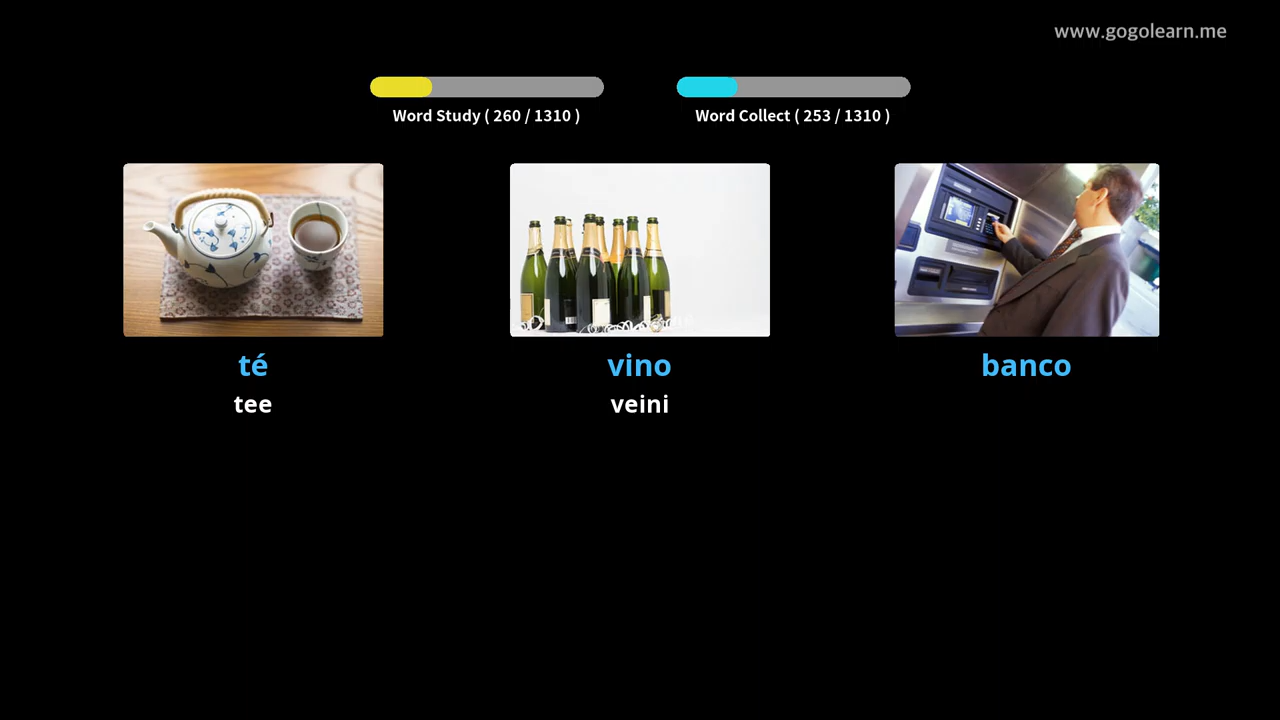 www.gogolearn.me
Word Study ( 260 / 1310 )
Word Collect ( 253 / 1310 )
té
vino
banco
tee
veini